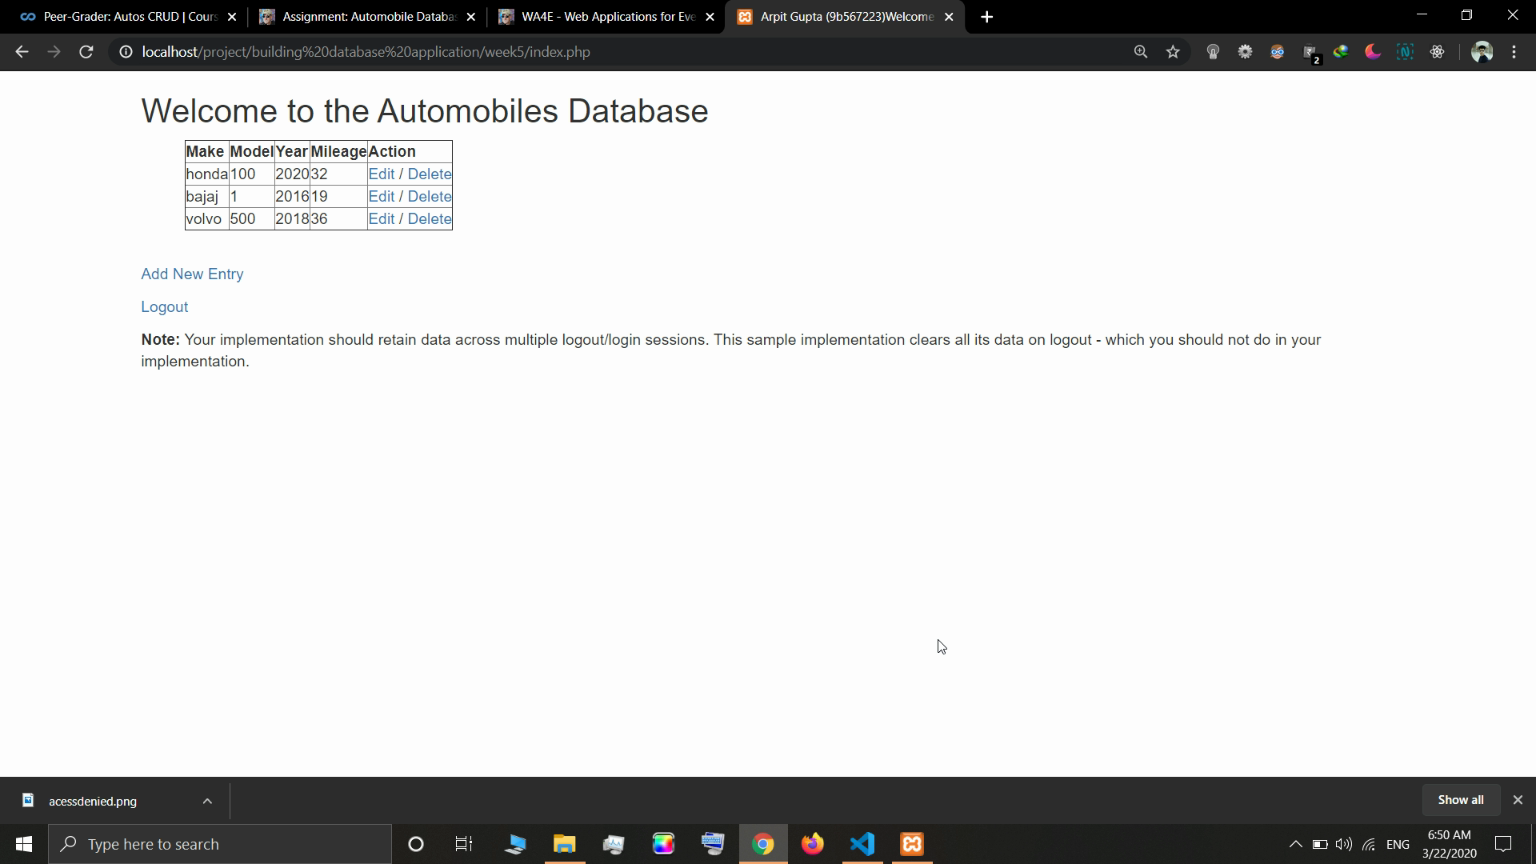 Peer-Grader: Autos CRUD | Cours
Assignment: Automobile Databas
WA4E - Web Applications for Eve
Arpit Gupta (9b567223)Welcome
localhost/project/building%20database%20application/week5/index.php
2
Welcome to the Automobiles Database
Make Model Year Mileage Action
honda 100 2020 32 Edit / Delete
bajaj 1 2016 19 Edit / Delete
volvo 500 2018 36 Edit / Delete
Add New Entry
Logout
Note: Your implementation should retain data across multiple logout/login sessions. This sample implementation clears all its data on logout - which you should not do in your
implementation.
acessdenied.png
Show all
Type here to search
ENG
6:50 AM
3/22/2020